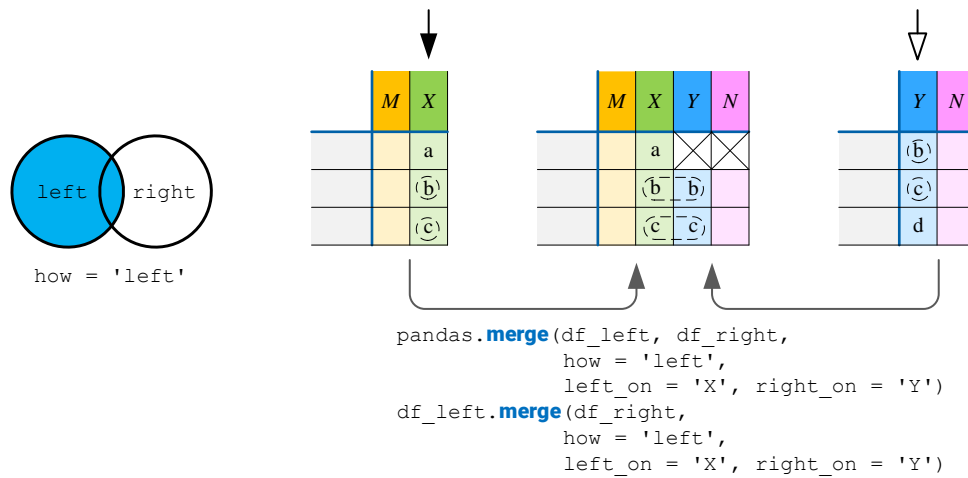 M X M X Y N Y N
a a b
left right b b b c
c c c d
how = 'left'
pandas.merge(df_left, df_right,
how = 'left',
left_on = 'X', right_on = 'Y')
df_left.merge(df_right,
how = 'left',
left_on = 'X', right_on = 'Y')